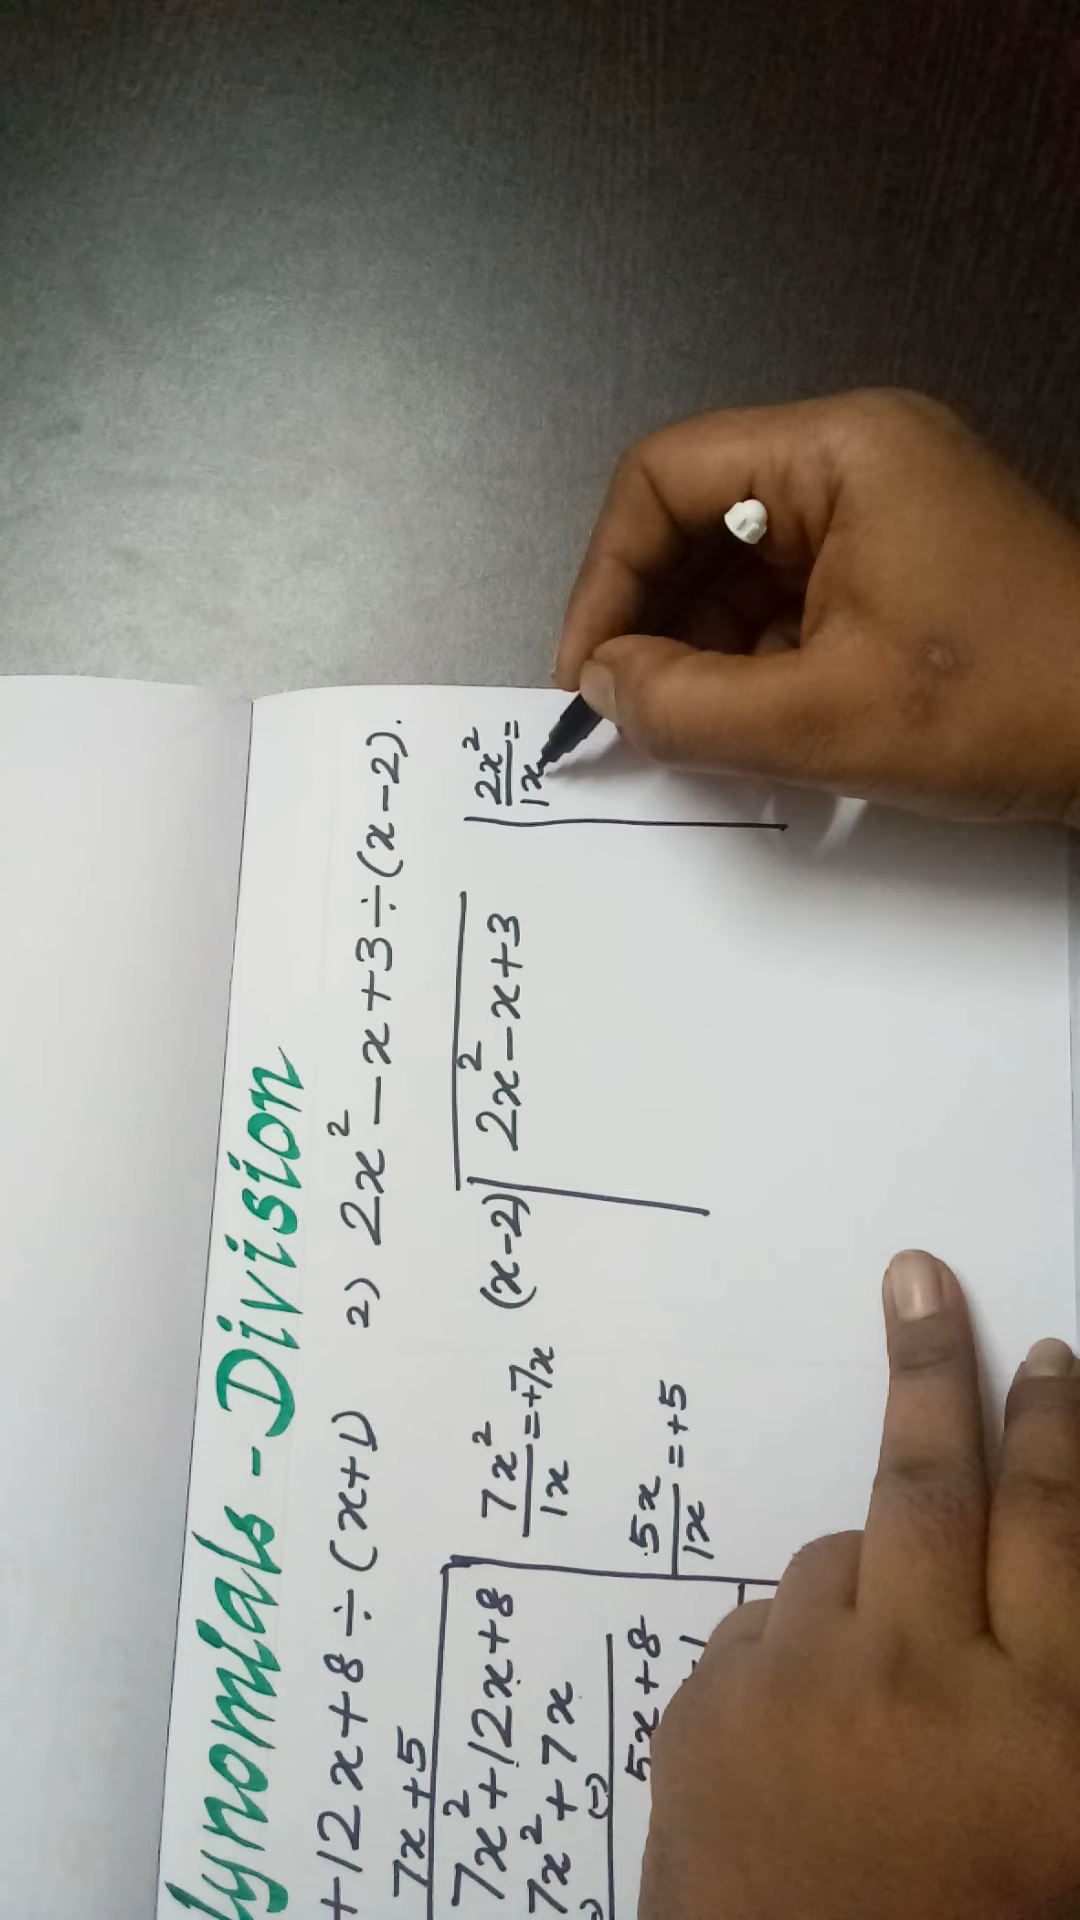 lynomials - Division
+12x+8÷(x+1)
7x+5
7x²+12x+8
7x²+7x
(-)
5x+8
7x²/1x=+7x
5x/1x=+5
2) 2x²-x+3÷(x-2).
(x-2) 2x²-x+3
2x²/1x=